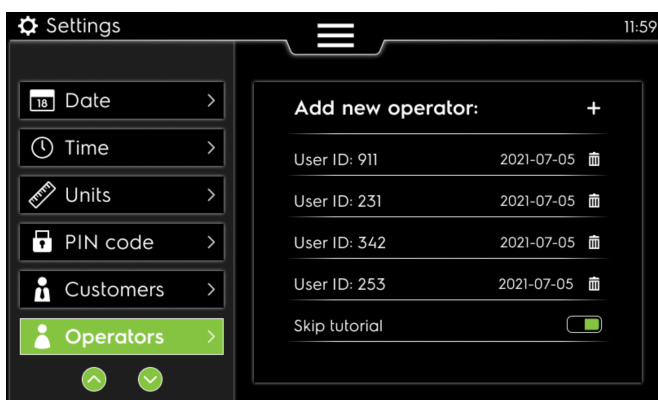 Settings
11:59
18 Date
Time
Units
PIN code
Customers
Operators
Add new operator: +
User ID: 911 2021-07-05
User ID: 231 2021-07-05
User ID: 342 2021-07-05
User ID: 253 2021-07-05
Skip tutorial